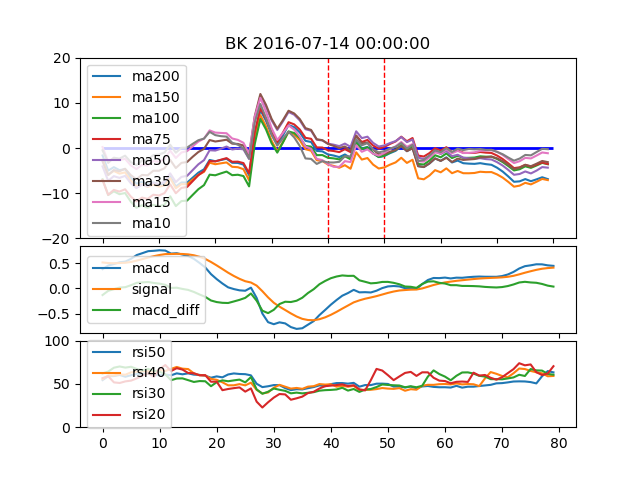 BK 2016-07-14 00:00:00
20
10
0
−10
−20
ma200
ma150
ma100
ma75
ma50
ma35
ma15
ma10
0.5
0.0
−0.5
macd
signal
macd_diff
100
50
0
rsi50
rsi40
rsi30
rsi20
0 10 20 30 40 50 60 70 80